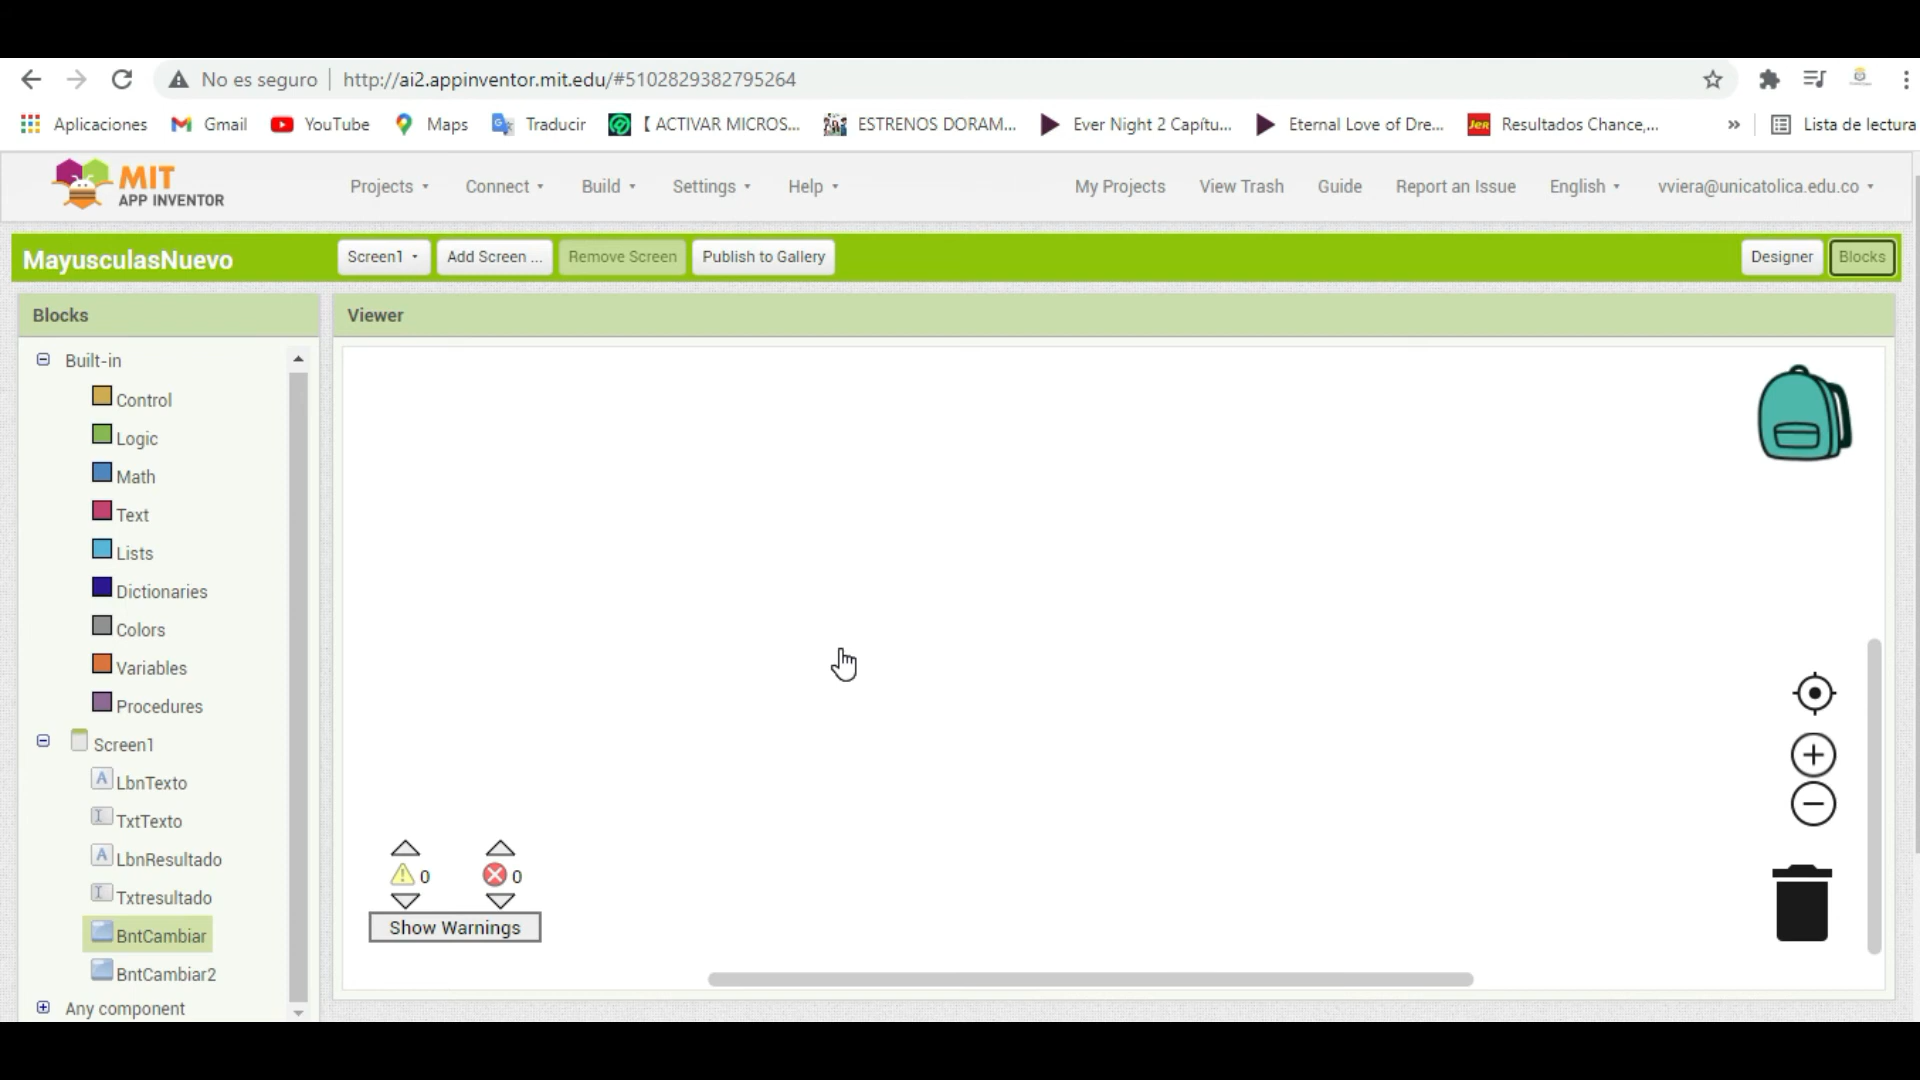 No es seguro http://ai2.appinventor.mit.edu/#5102829382795264
Aplicaciones Gmail YouTube Maps Traducir 【 ACTIVAR MICROS... ESTRENOS DORAM... Ever Night 2 Capítu... Eternal Love of Dre... JER Resultados Chance,... » Lista de lectura
MIT
APP INVENTOR
Projects Connect Build Settings Help My Projects View Trash Guide Report an Issue English vviera@unicatolica.edu.co
MayusculasNuevo Screen1 Add Screen ... Remove Screen Publish to Gallery Designer Blocks
Blocks Viewer
Built-in
Control
Logic
Math
Text
Lists
Dictionaries
Colors
Variables
Procedures
Screen1
LbnTexto
TxtTexto
LbnResultado
Txtresultado
BntCambiar
BntCambiar2
Any component
0 0
Show Warnings